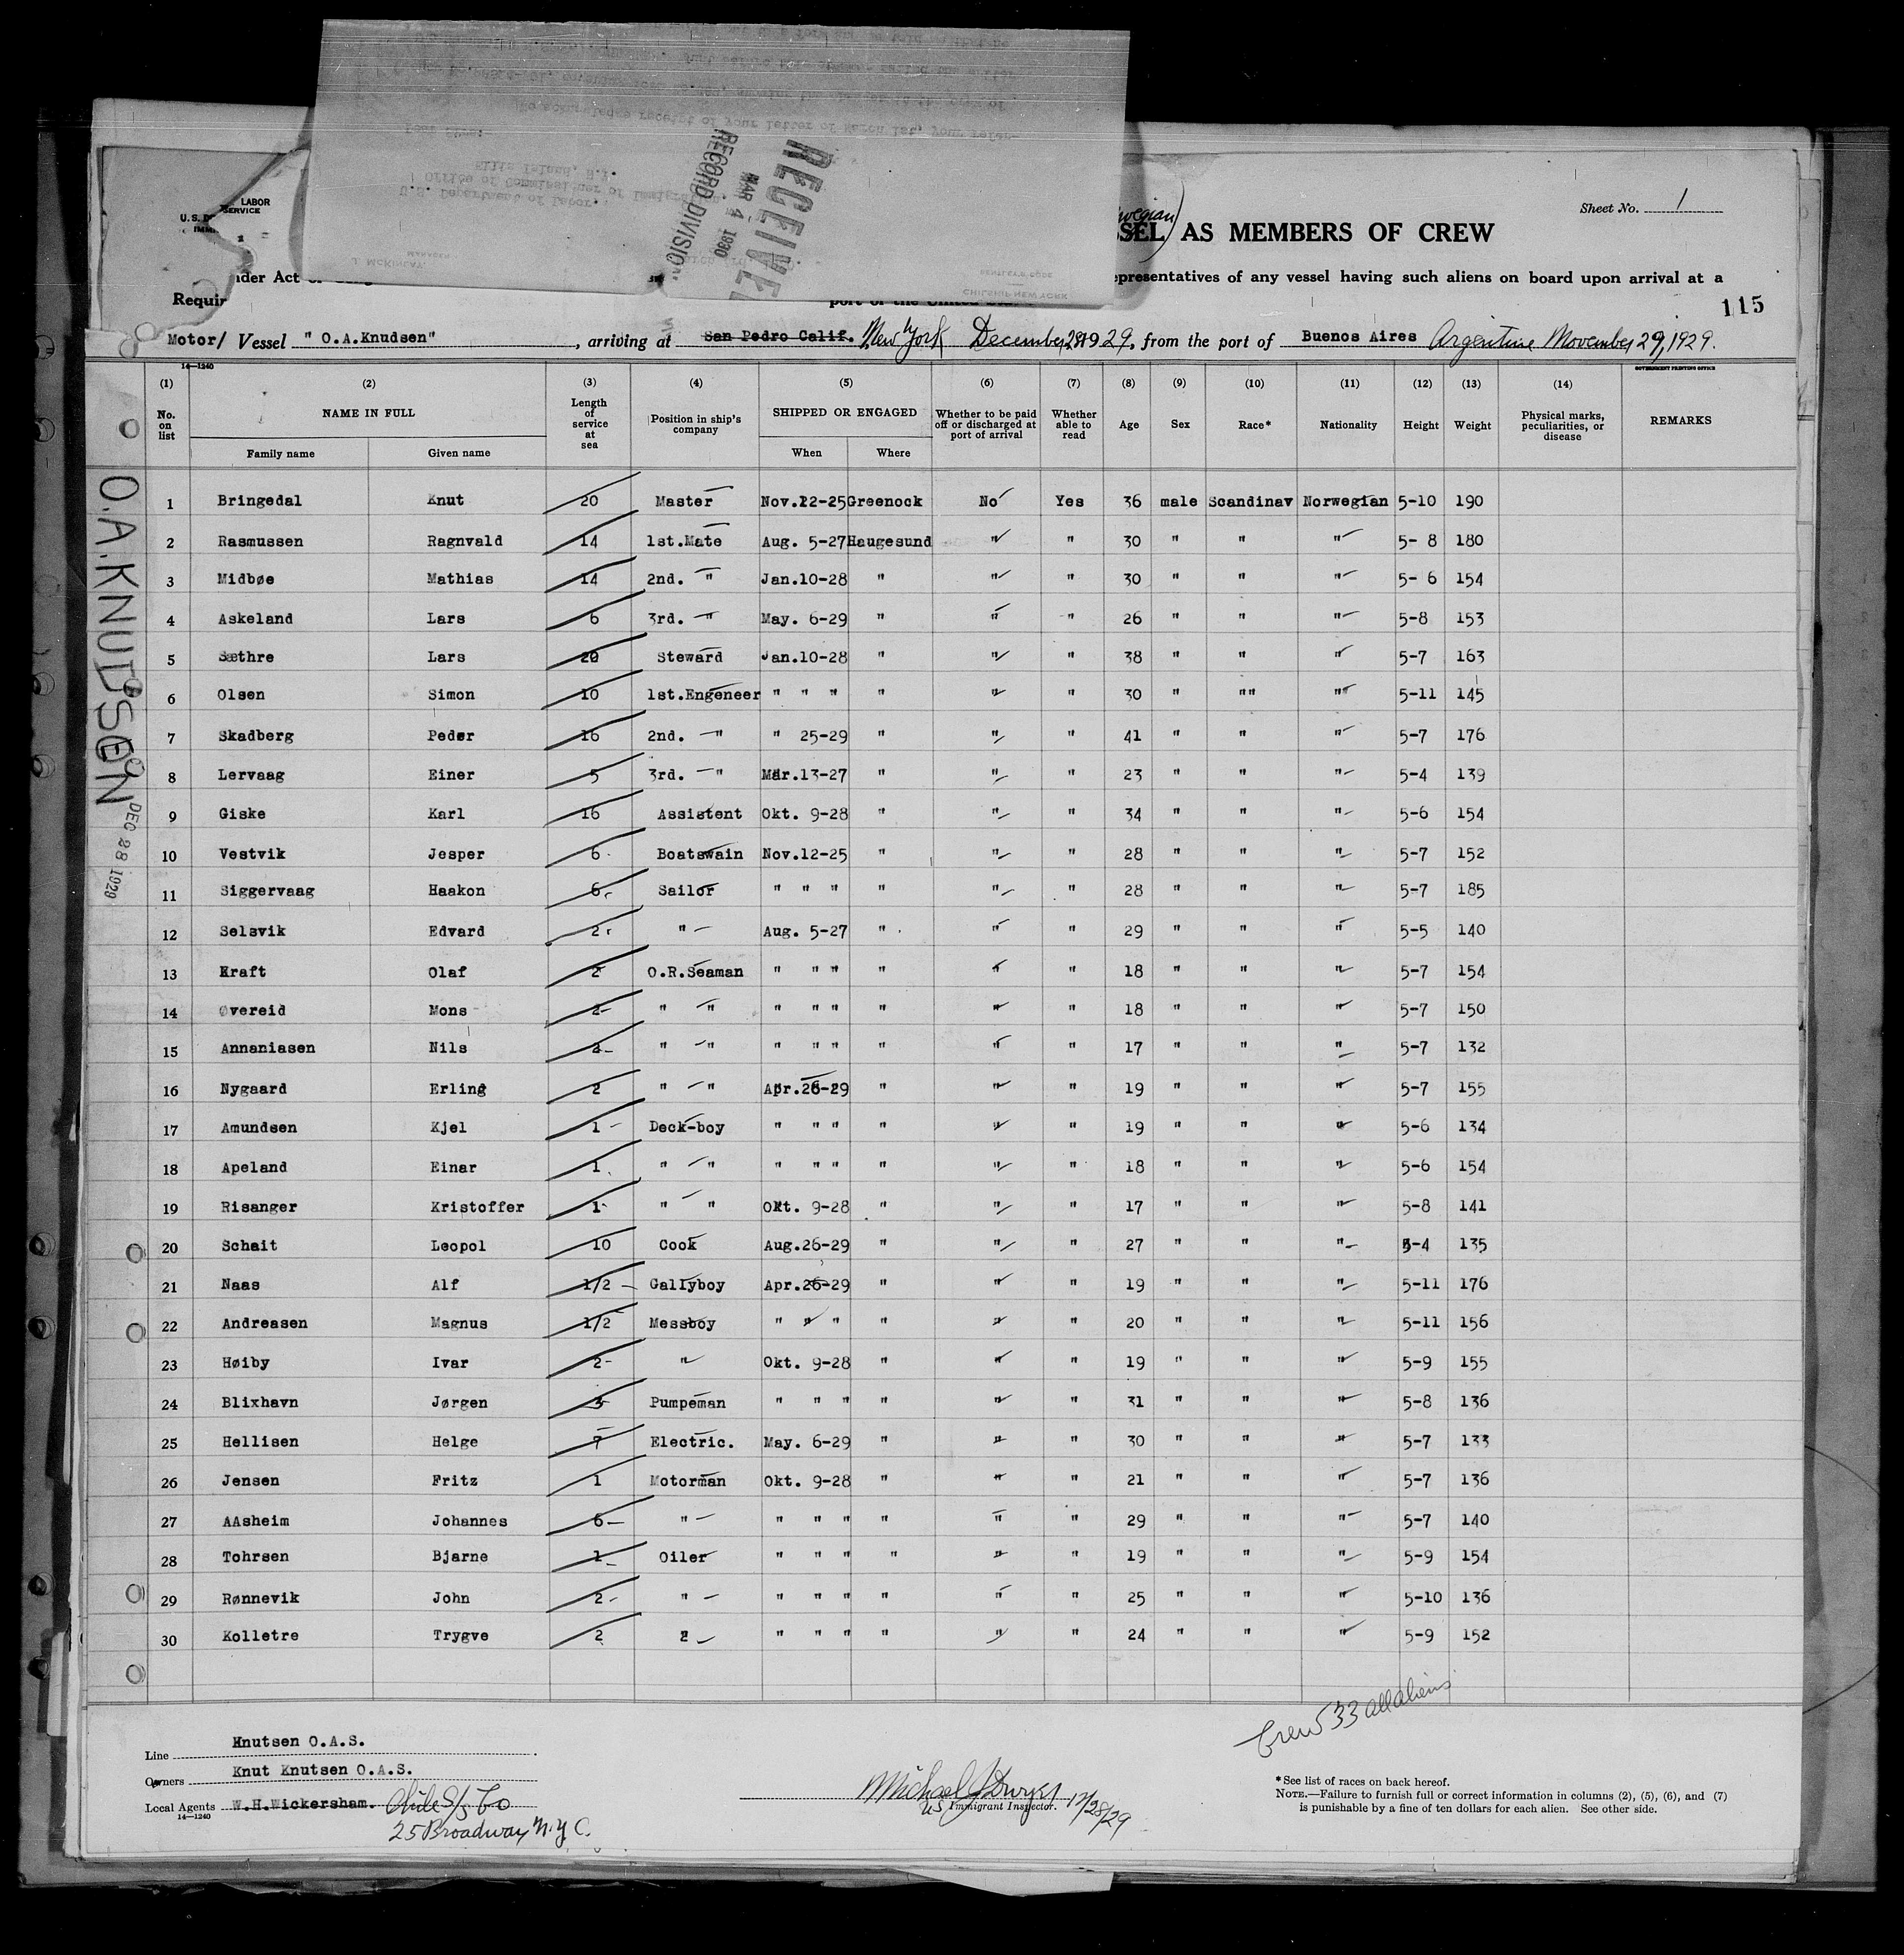 Sheet No. 1
U. S. D LABOR
SERVICE
wegian)
SSEL) AS MEMBERS OF CREW
RECEIVED
MAR 4 1930
RECORD DIVISION
nder Act
epresentatives of any vessel having such aliens on board upon arrival at a
Requir
port of the United
115
Motor/ Vessel " O.A.Knudsen", arriving at San Pedro Calif. New York December 28 1929, from the port of Buenos Aires Argentine November 29, 1929.
14—1240
GOVERNMENT PRINTING OFFICE
(1) (2) (3) (4) (5) (6) (7) (8) (9) (10) (11) (12) (13) (14)
No. on list NAME IN FULL Length of service at sea Position in ship's company SHIPPED OR ENGAGED Whether to be paid off or discharged at port of arrival Whether able to read Age Sex Race* Nationality Height Weight Physical marks, peculiarities, or disease REMARKS
Family name Given name When Where
1 Bringedal Knut 20 Master Nov.12-25 Greenock No Yes 36 male Scandinav Norwegian 5-10 190
2 Rasmussen Ragnvald 14 1st.Mate Aug. 5-27 Haugesund " " 30 " " " 5- 8 180
3 Midbøe Mathias 14 2nd. " Jan.10-28 " " " 30 " " " 5- 6 154
4 Askeland Lars 6 3rd. " May. 6-29 " " " 26 " " " 5-8 153
5 Sæthre Lars 20 Steward Jan.10-28 " " " 38 " " " 5-7 163
6 Olsen Simon 10 1st.Engeneer " " " " " " 30 " "" " 5-11 145
7 Skadberg Peder 16 2nd. " " 25-29 " " " 41 " " " 5-7 176
8 Lervaag Einer 5 3rd. " Mar.13-27 " " " 23 " " " 5-4 139
9 Giske Karl 16 Assistent Okt. 9-28 " " " 34 " " " 5-6 154
10 Vestvik Jesper 6 Boatswain Nov.12-25 " " " 28 " " " 5-7 152
11 Siggervaag Haakon 6 Sailor " " " " " " 28 " " " 5-7 185
12 Selsvik Edvard 2 " Aug. 5-27 " " " 29 " " " 5-5 140
13 Kraft Olaf 2 O.R.Seaman " " " " " " 18 " " " 5-7 154
14 Øvereid Mons 2 " " " " " " " " 18 " " " 5-7 150
15 Annaniasen Nils 2 " " " " " " " " 17 " " " 5-7 132
16 Nygaard Erling 2 " " Apr.26-29 " " " 19 " " " 5-7 155
17 Amundsen Kjel 1 Deck-boy " " " " " " 19 " " " 5-6 134
18 Apeland Einar 1 " " " " " " " " 18 " " " 5-6 154
19 Risanger Kristoffer 1 " " Okt. 9-28 " " " 17 " " " 5-8 141
20 Schait Leopol 10 Cook Aug.26-29 " " " 27 " " " 5-4 135
21 Naas Alf 1/2 Gallyboy Apr.26-29 " " " 19 " " " 5-11 176
22 Andreasen Magnus 1/2 Messboy " " " " " " 20 " " " 5-11 156
23 Høiby Ivar 2 " Okt. 9-28 " " " 19 " " " 5-9 155
24 Blixhavn Jørgen 3 Pumpeman " " " " " " 31 " " " 5-8 136
25 Hellisen Helge 7 Electric. May. 6-29 " " " 30 " " " 5-7 133
26 Jensen Fritz 1 Motorman Okt. 9-28 " " " 21 " " " 5-7 136
27 AAsheim Johannes 6 " " " " " " " 29 " " " 5-7 140
28 Tohrsen Bjarne 1 Oiler " " " " " " 19 " " " 5-9 154
29 Rønnevik John 2 " " " " " " " 25 " " " 5-10 136
30 Kolletre Trygve 2 " " " " " " " 24 " " " 5-9 152
O.A.KNUDSEN
DEC 28 1929
Crew 33 all aliens
Line Knutsen O.A.S.
Owners Knut Knutsen O.A.S.
Local Agents W.H.Wickersham. Chile S/S Co
14—1240
25 Broadway N.Y.C.
Michael J Dwyer 12/28/29
US Immigrant Inspector.
*See list of races on back hereof.
NOTE.—Failure to furnish full or correct information in columns (2), (5), (6), and (7)
is punishable by a fine of ten dollars for each alien. See other side.